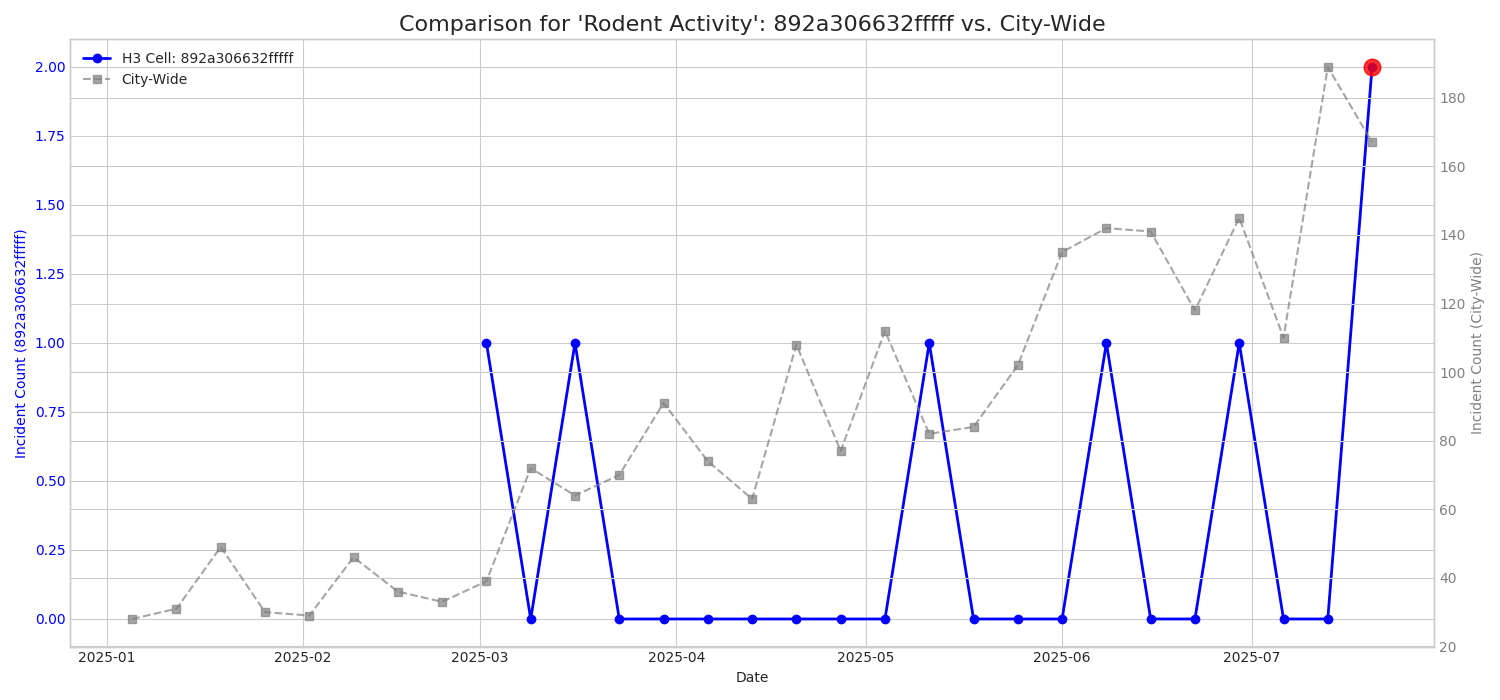 Comparison for 'Rodent Activity': 892a306632fffff vs. City-Wide
H3 Cell: 892a306632fffff
City-Wide
Incident Count (892a306632fffff)
2.00
1.75
1.50
1.25
1.00
0.75
0.50
0.25
0.00
180
160
140
120
100
80
60
40
20
Incident Count (City-Wide)
2025-01 2025-02 2025-03 2025-04 2025-05 2025-06 2025-07
Date